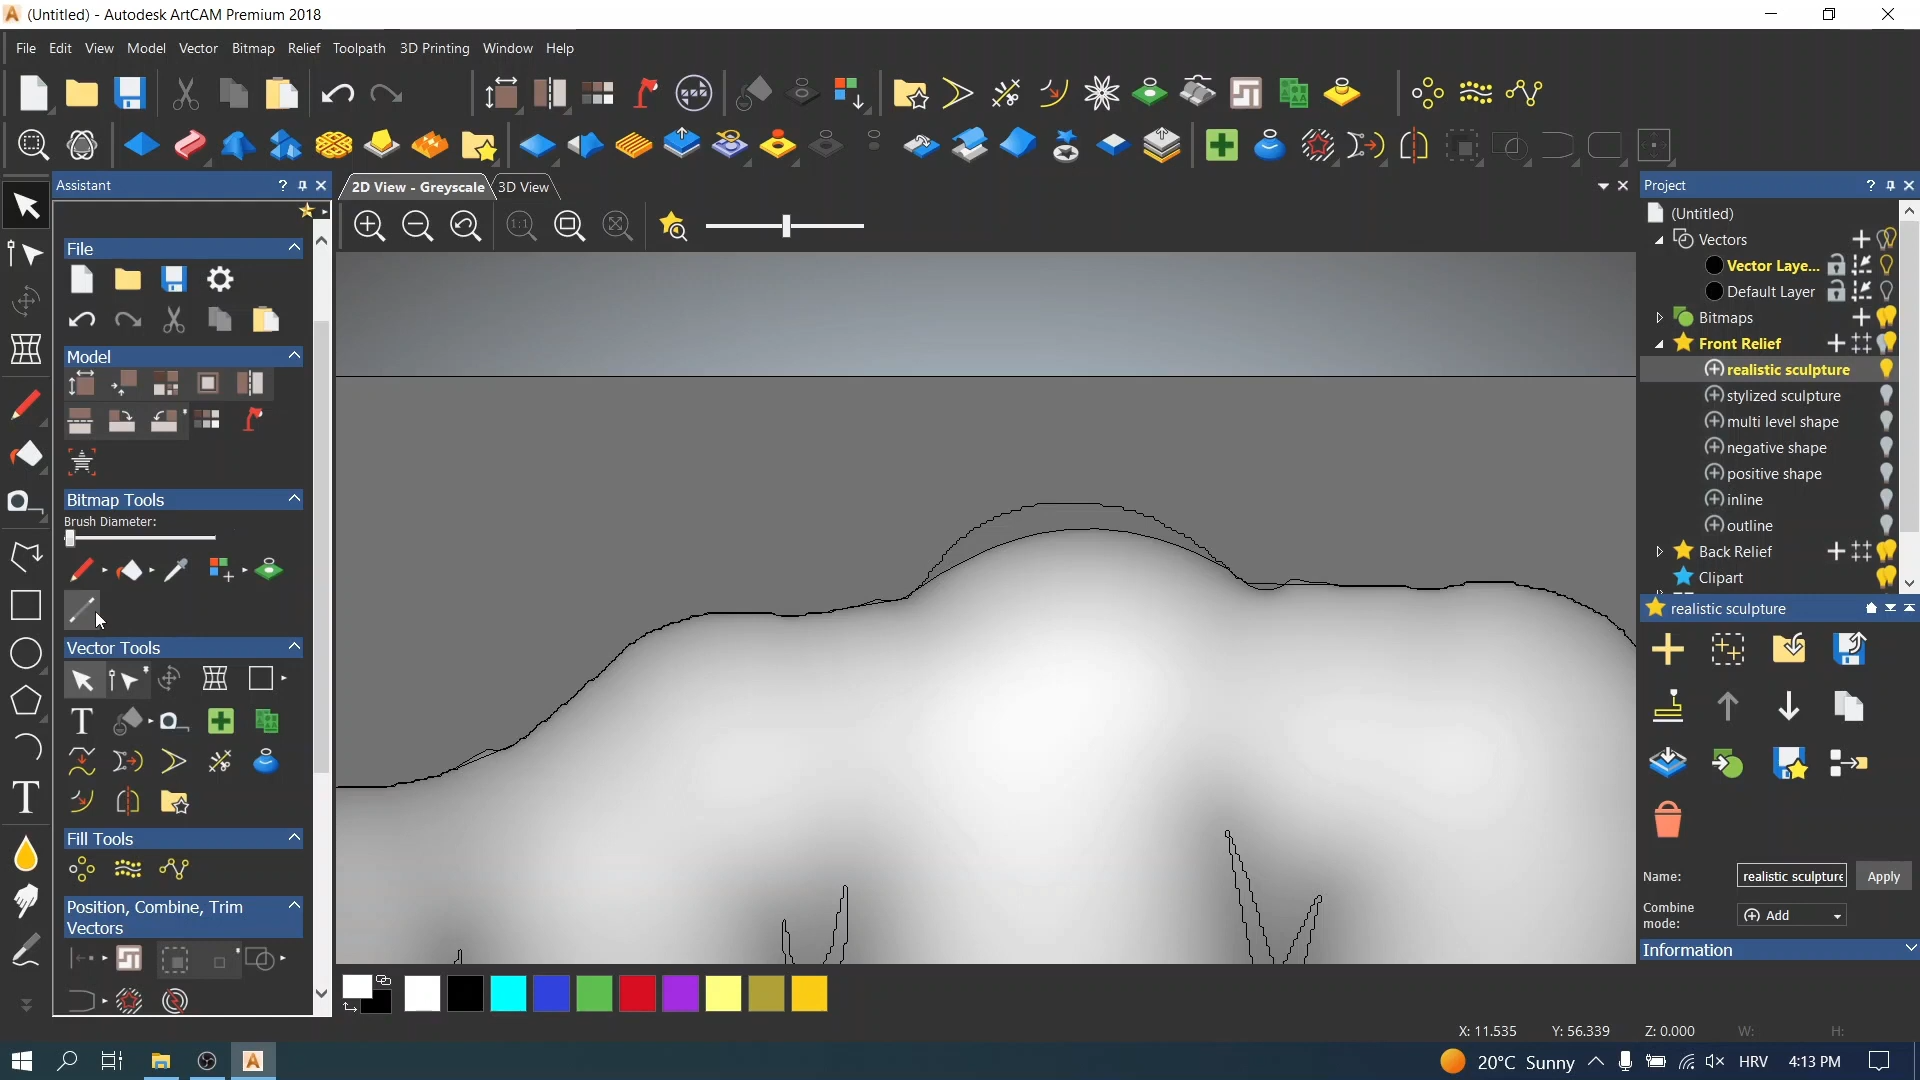 (Untitled) - Autodesk ArtCAM Premium 2018
File Edit View Model Vector Bitmap Relief Toolpath 3D Printing Window Help
Assistant
File
Model
Bitmap Tools
Brush Diameter:
Vector Tools
Fill Tools
Position, Combine, Trim
Vectors
2D View - Greyscale
3D View
1:1
Project
(Untitled)
Vectors
Vector Laye...
Default Layer
Bitmaps
Front Relief
realistic sculpture
stylized sculpture
multi level shape
negative shape
positive shape
inline
outline
Back Relief
Clipart
realistic sculpture
Name:
realistic sculpture
Apply
Combine
mode:
Add
Information
X: 11.535 Y: 56.339 Z: 0.000 W: H:
20°C Sunny
HRV
4:13 PM